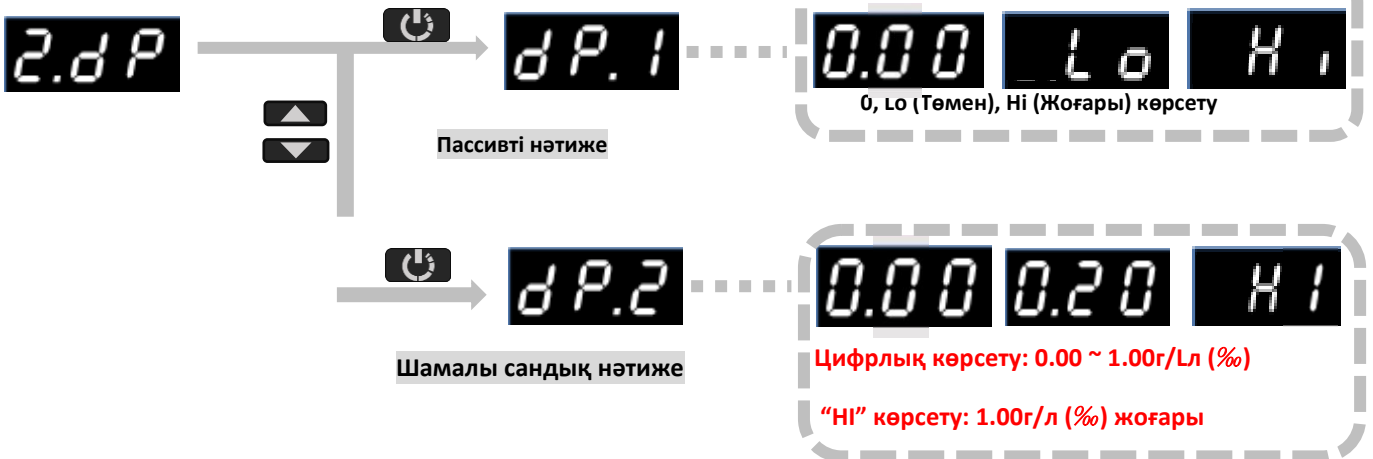 2.dP
dP.1
0.00 Lo Hi
0, Lo (Төмен), Hi (Жоғары) көрсету
Пассивті нәтиже
dP.2
0.00 0.20 HI
Шамалы сандық нәтиже
Цифрлық көрсету: 0.00 ~ 1.00г/Lл (‰)
“HI” көрсету: 1.00г/л (‰) жоғары